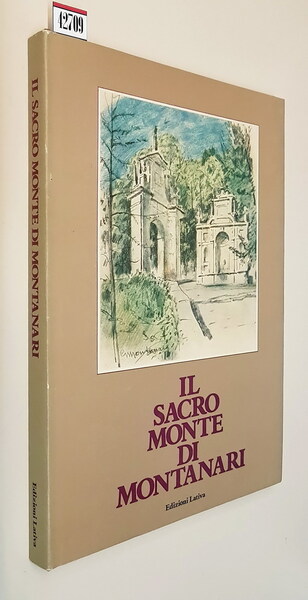 42709
IL SACRO MONTE DI MONTANARI
Edizioni Lativa
IL
SACRO
MONTE
DI
MONTANARI
Edizioni Lativa